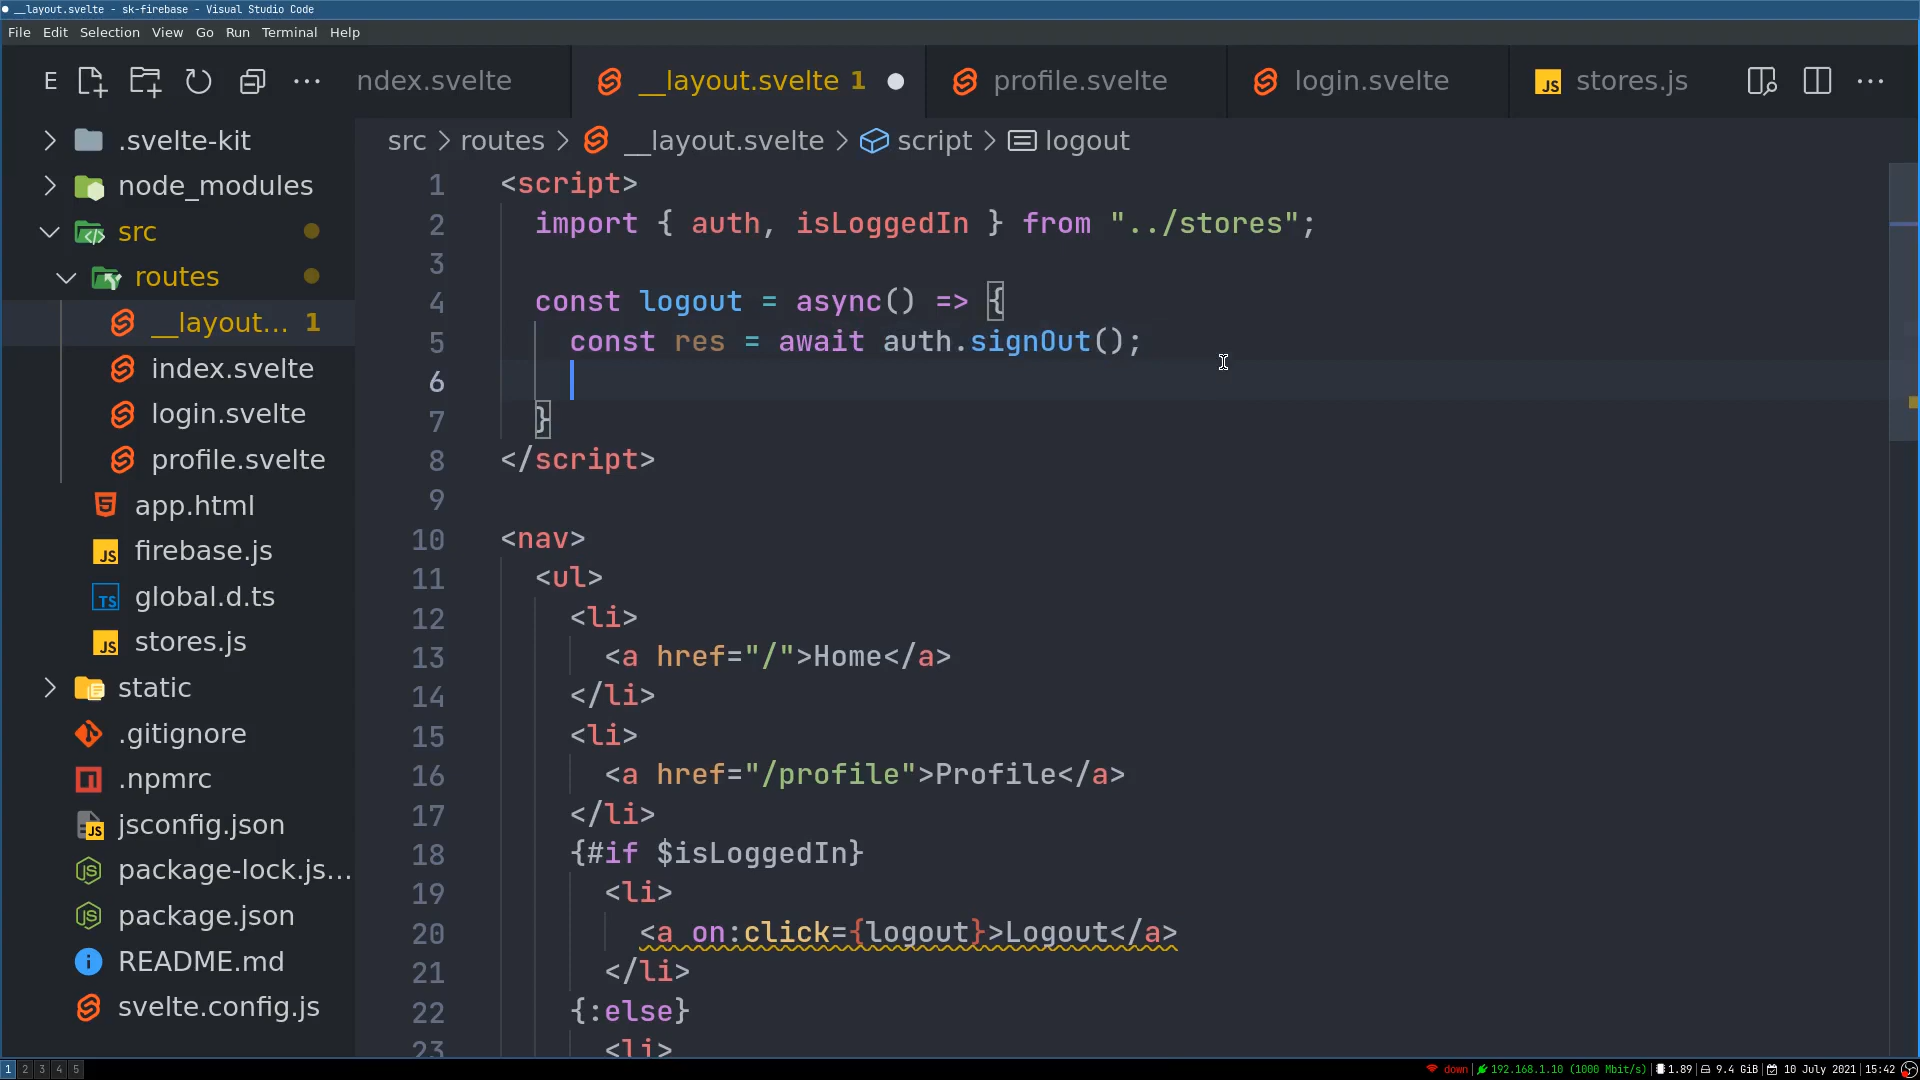 __layout.svelte - sk-firebase - Visual Studio Code
File Edit Selection View Go Run Terminal Help
E
ndex.svelte
__layout.svelte 1
profile.svelte
login.svelte
JS stores.js
src > routes > __layout.svelte > script > logout
.svelte-kit
node_modules
src
routes
__layout... 1
index.svelte
login.svelte
profile.svelte
app.html
JS firebase.js
TS global.d.ts
JS stores.js
static
.gitignore
.npmrc
JS jsconfig.json
package-lock.js...
package.json
README.md
svelte.config.js
1 <script>
2 import { auth, isLoggedIn } from "../stores";
3
4 const logout = async() => {
5 const res = await auth.signOut();
6
7 }
8 </script>
9
10 <nav>
11 <ul>
12 <li>
13 <a href="/">Home</a>
14 </li>
15 <li>
16 <a href="/profile">Profile</a>
17 </li>
18 {#if $isLoggedIn}
19 <li>
20 <a on:click={logout}>Logout</a>
21 </li>
22 {:else}
23 <li>
1 2 3 4 5
down 192.168.1.10 (1000 Mbit/s) 1.89 9.4 GiB 10 July 2021 15:42